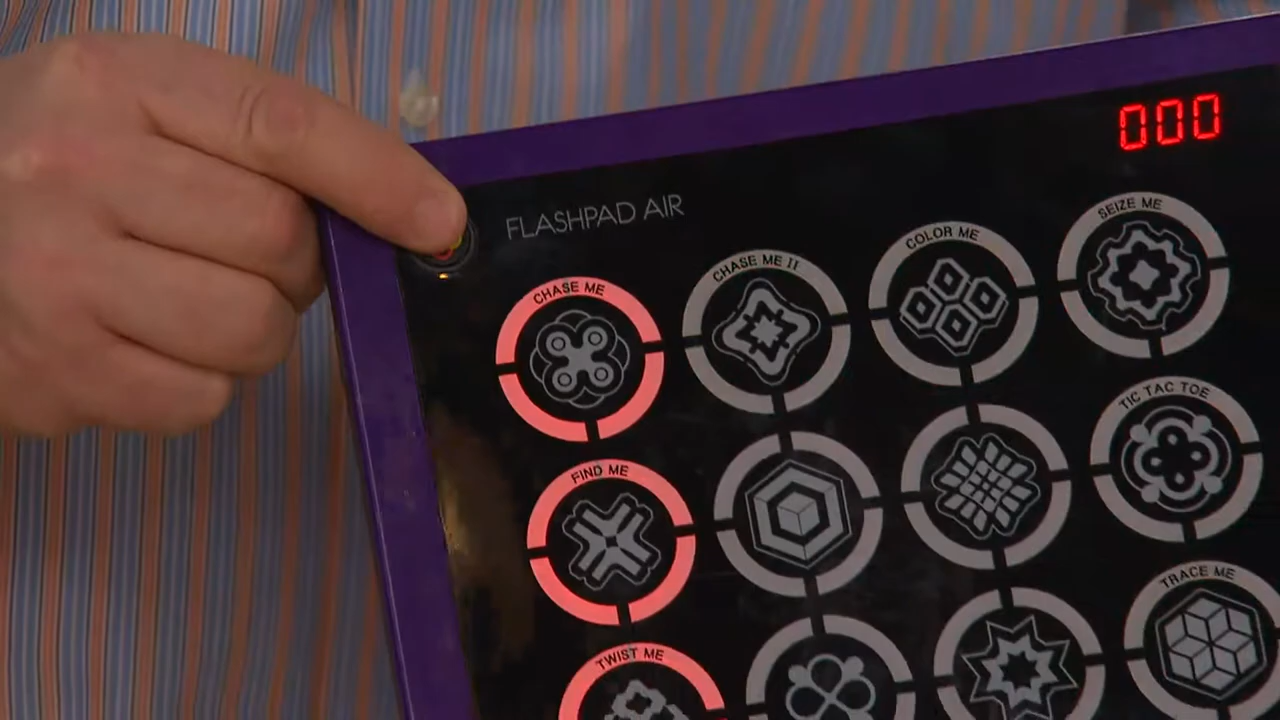 000
FLASHPAD AIR
CHASE ME
CHASE ME II
COLOR ME
SEIZE ME
FIND ME
TIC TAC TOE
TWIST ME
TRACE ME